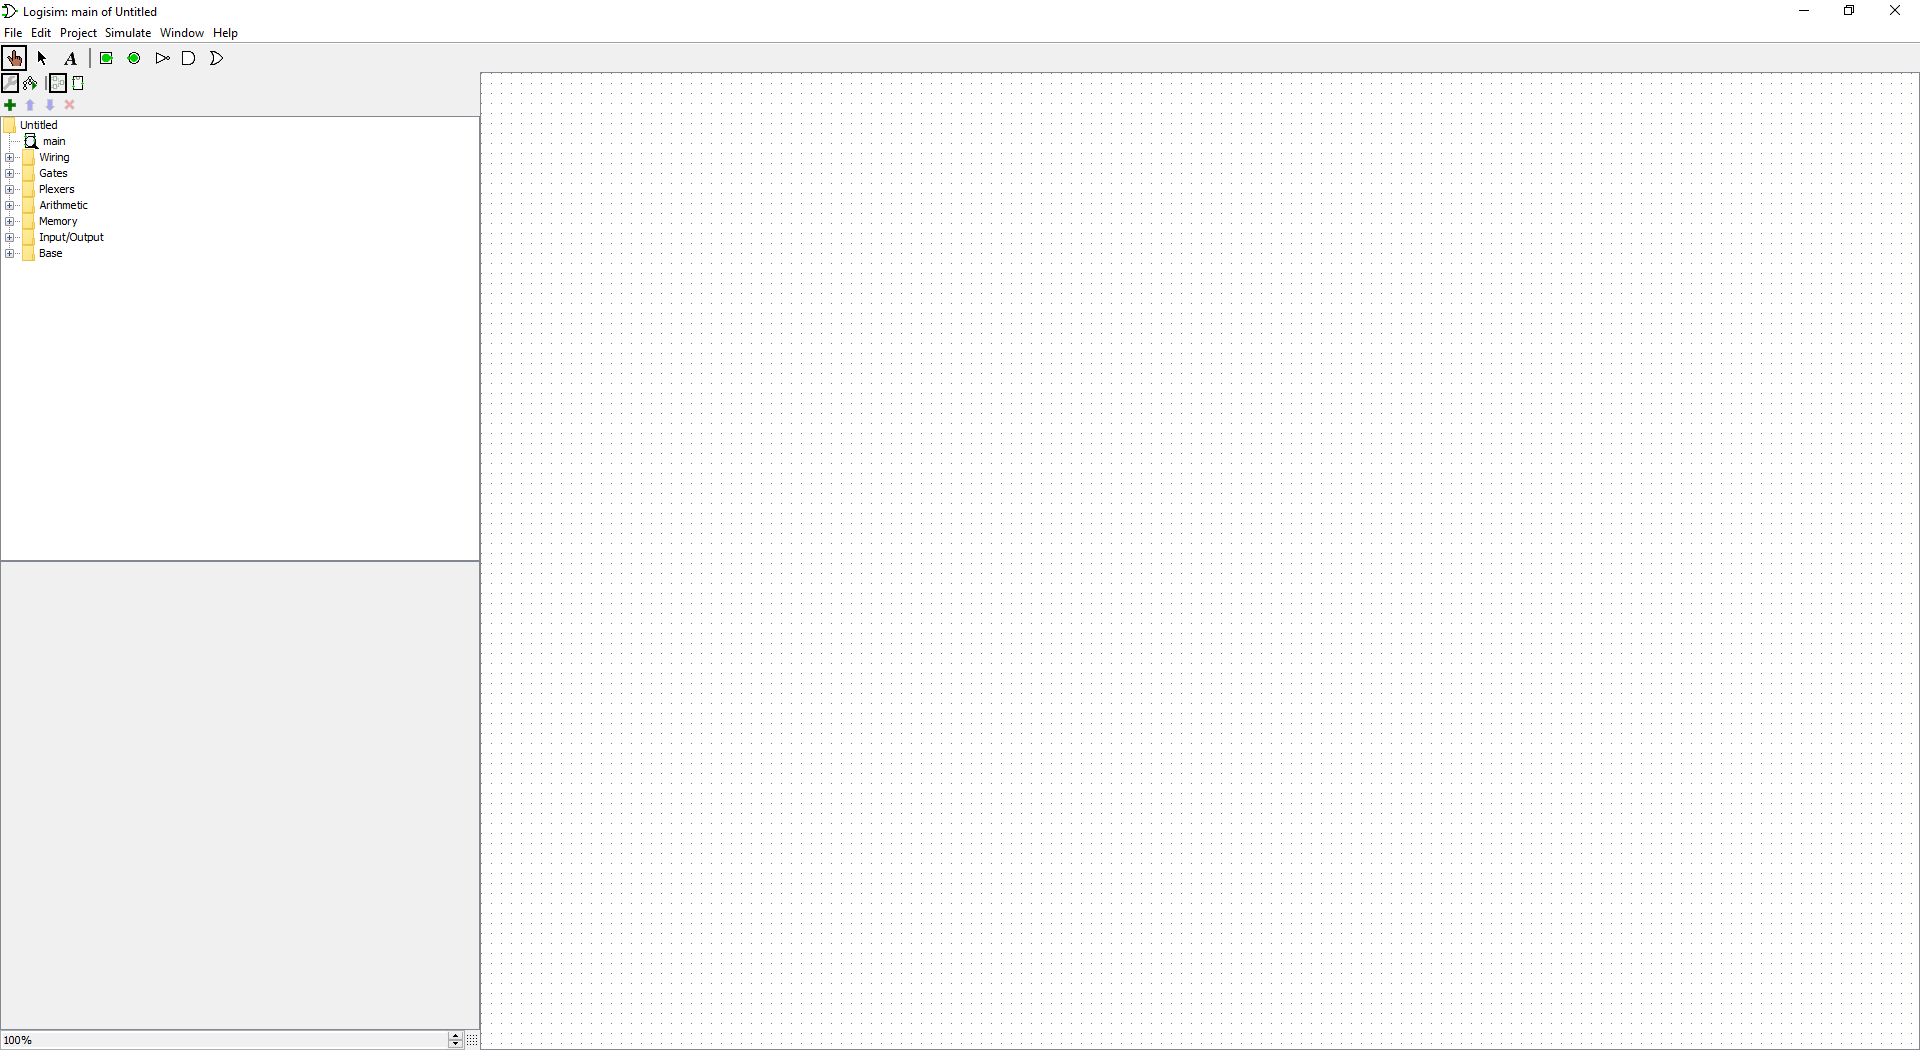 Logisim: main of Untitled
File Edit Project Simulate Window Help
A
Untitled
main
Wiring
Gates
Plexers
Arithmetic
Memory
Input/Output
Base
100%